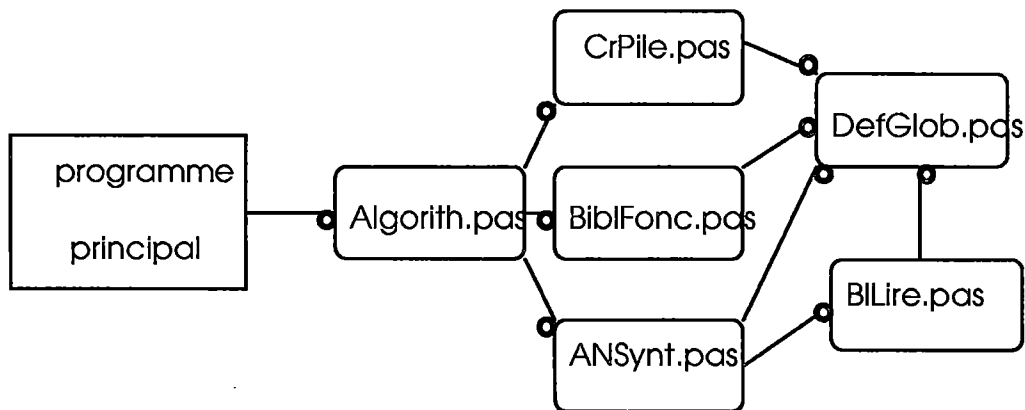 programme
principal
Algorith.pas
CrPile.pas
BiblFonc.pas
ANSynt.pas
DefGlob.pas
BlLire.pas